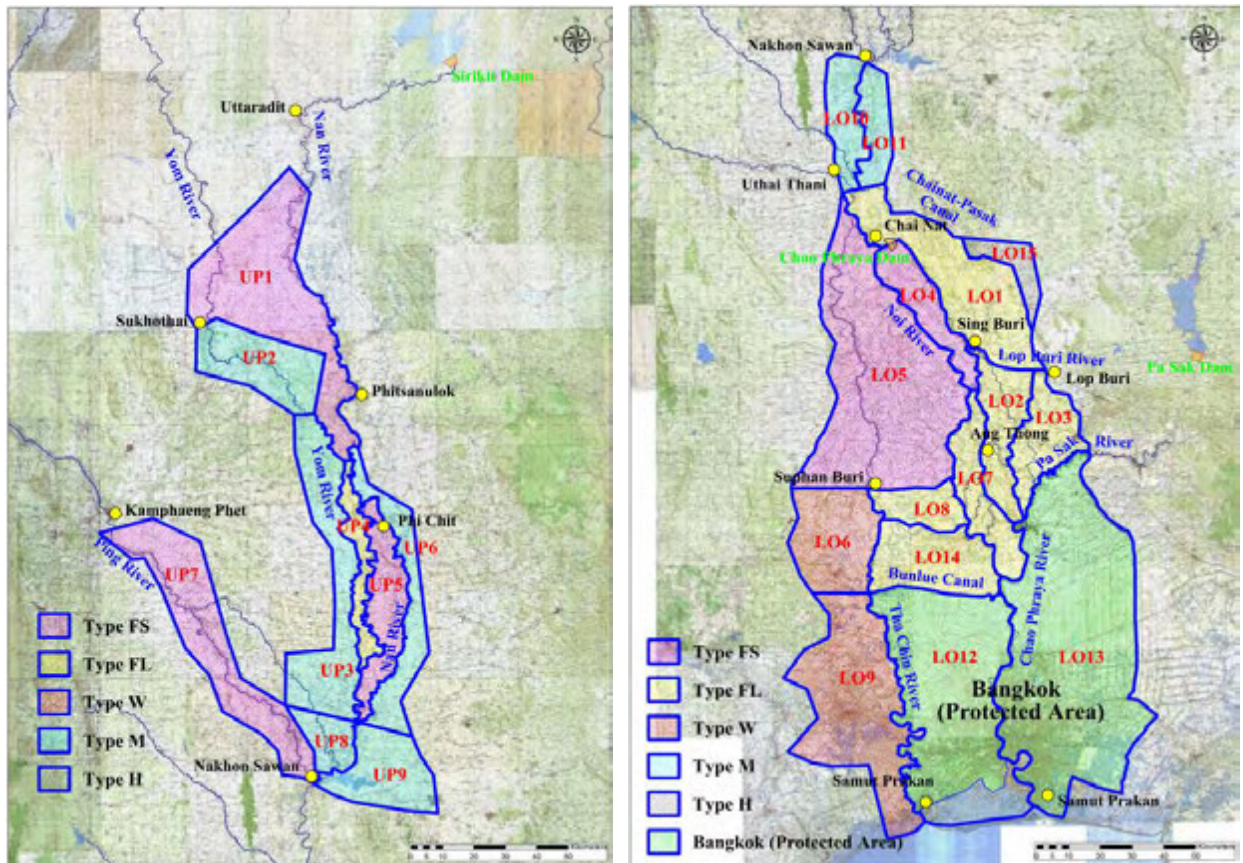 Sirikit Dam
Uttaradit
Nan River
Yom River
UP1
Sukhothai
UP2
Phitsanulok
Yom River
Kamphaeng Phet
UP4
Phi Chit
UP6
Ping River
UP7
UP5
Nan River
Type FS
Type FL
Type W
Type M
Type H
UP3
UP8
Nakhon Sawan
UP9
Nakhon Sawan
LO10
LO11
Uthai Thani
Chainat-Pasak
Canal
Chai Nat
Chao Phraya Dam
LO15
LO4
LO1
Noi River
Sing Buri
Lop Buri River
Lop Buri
Pa Sak Dam
LO5
LO2
LO3
Ang Thong
Pa Sak
River
Suphan Buri
LO7
LO8
LO6
LO14
Bunlue Canal
Chao Phraya River
Tha Chin River
Type FS
Type FL
Type W
Type M
Type H
Bangkok (Protected Area)
LO9
LO12
LO13
Bangkok
(Protected Area)
Samut Prakan
Samut Prakan